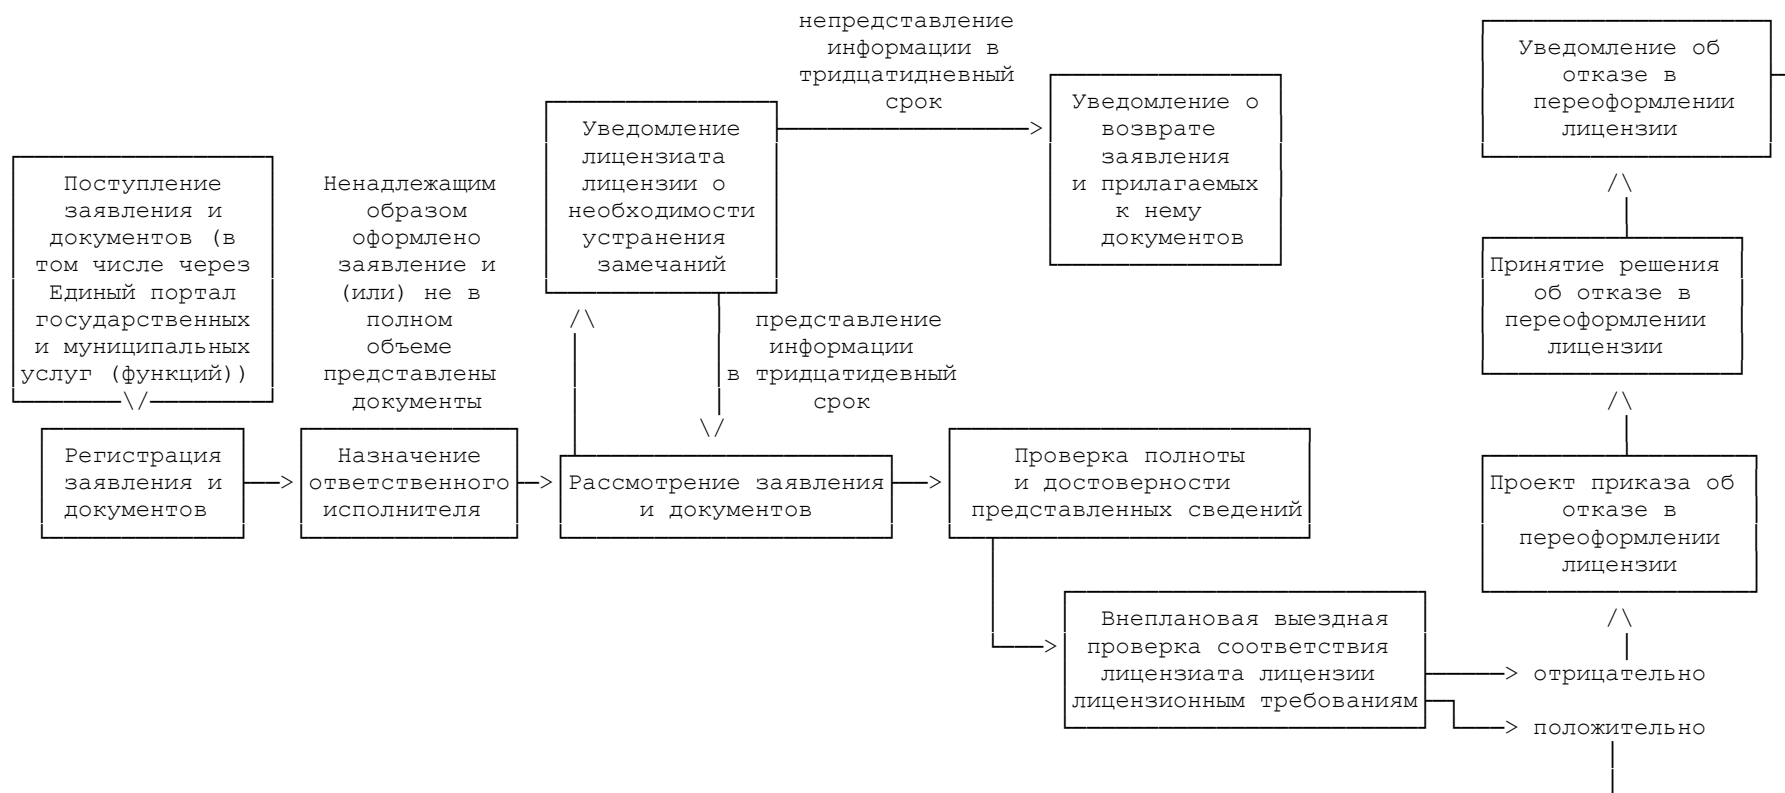 непредставление
информации в
тридцатидневный
срок
Поступление
заявления и
документов (в
том числе через
Единый портал
государственных
и муниципальных
услуг (функций))
Ненадлежащим
образом
оформлено
заявление и
(или) не в
полном
объеме
представлены
документы
Уведомление
лицензиата
лицензии о
необходимости
устранения
замечаний
Уведомление о
возврате
заявления
и прилагаемых
к нему
документов
представление
информации
в тридцатидевный
срок
Регистрация
заявления и
документов
Назначение
ответственного
исполнителя
Рассмотрение заявления
и документов
Проверка полноты
и достоверности
представленных сведений
Внеплановая выездная
проверка соответствия
лицензиата лицензии
лицензионным требованиям
Уведомление об
отказе в
переоформлении
лицензии
Принятие решения
об отказе в
переоформлении
лицензии
Проект приказа об
отказе в
переоформлении
лицензии
отрицательно
положительно